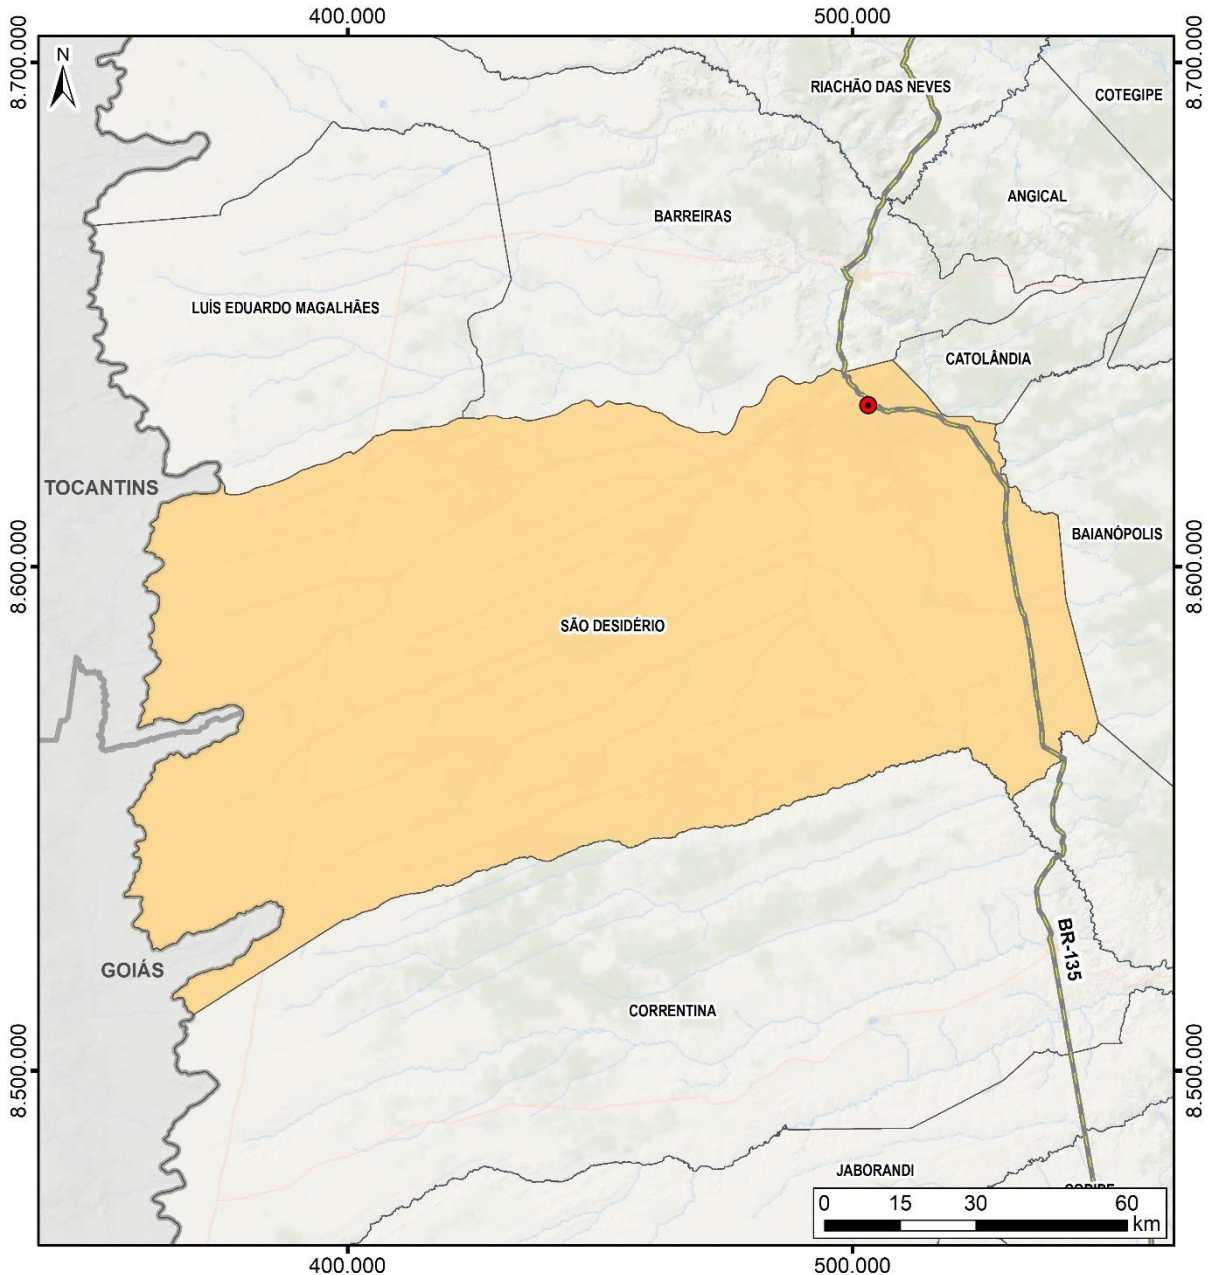 400.000
500.000
8.700.000
8.700.000
N
RIACHÃO DAS NEVES
COTEGIPE
ANGICAL
BARREIRAS
LUÍS EDUARDO MAGALHÃES
CATOLÂNDIA
TOCANTINS
BAIANÓPOLIS
8.600.000
8.600.000
SÃO DESIDÉRIO
BR-135
GOIÁS
CORRENTINA
8.500.000
8.500.000
JABORANDI
0
15
30
60
km
400.000
500.000